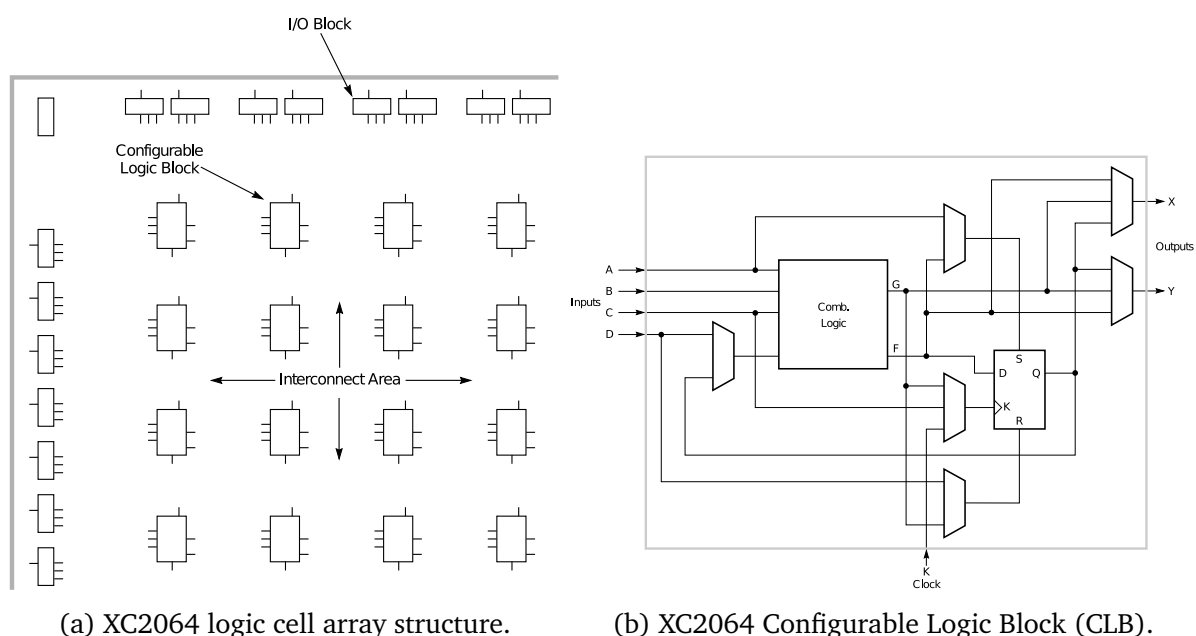 I/O Block
Configurable
Logic Block
Interconnect Area
(a) XC2064 logic cell array structure.
A
B
Inputs
C
D
Comb.
Logic
G
F
S
D
Q
K
R
X
Outputs
Y
K
Clock
(b) XC2064 Configurable Logic Block (CLB).